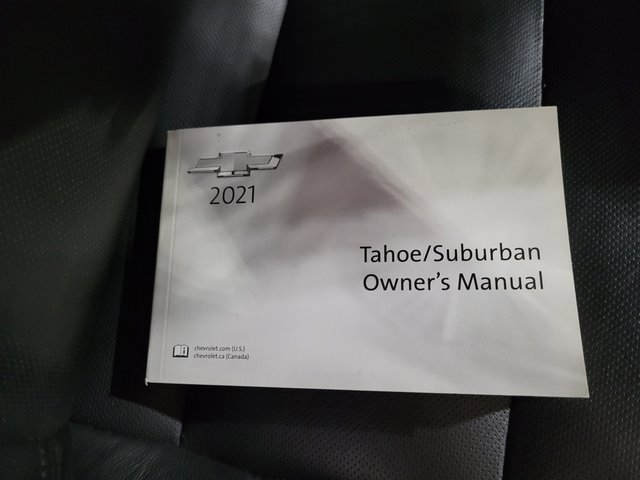 2021
Tahoe/Suburban
Owner's Manual
chevrolet.com (U.S.)
chevrolet.ca (Canada)